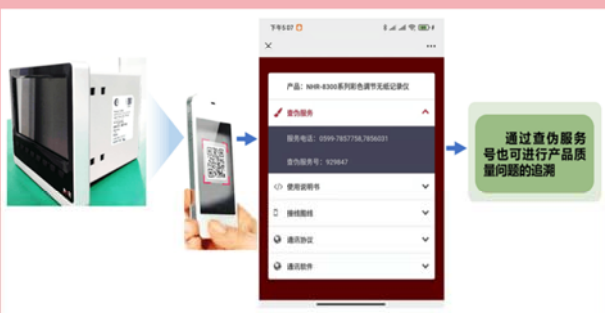 下午5:07
产品：NHR-8300系列彩色调节无纸记录仪
查伪服务
服务电话：0599-7857758,7856031
查伪服务号：929847
使用说明书
接线图线
通讯协议
通讯软件
通过查伪服务
号也可进行产品质
量问题的追溯